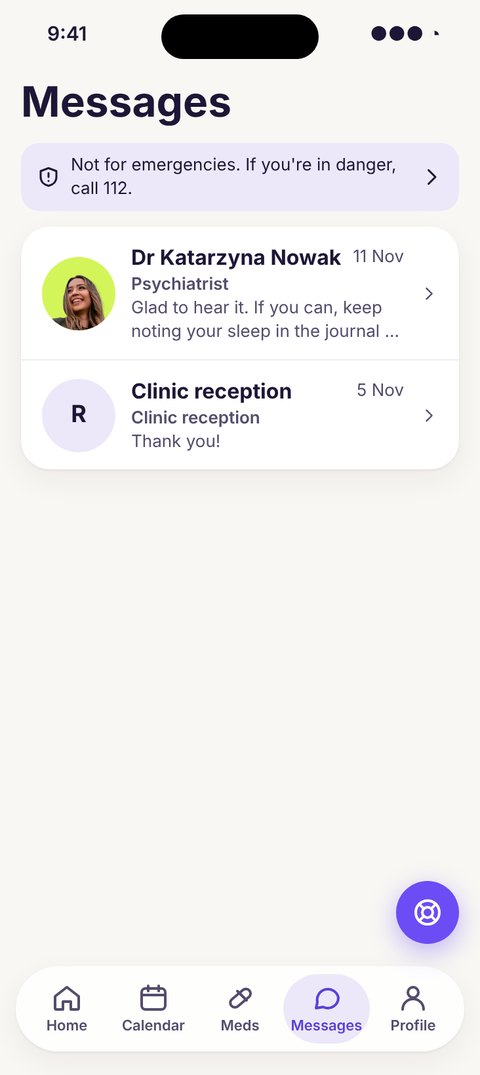 9:41
Messages
Not for emergencies. If you're in danger,
call 112.
Dr Katarzyna Nowak 11 Nov
Psychiatrist
Glad to hear it. If you can, keep
noting your sleep in the journal ...
R
Clinic reception 5 Nov
Clinic reception
Thank you!
Home Calendar Meds Messages Profile